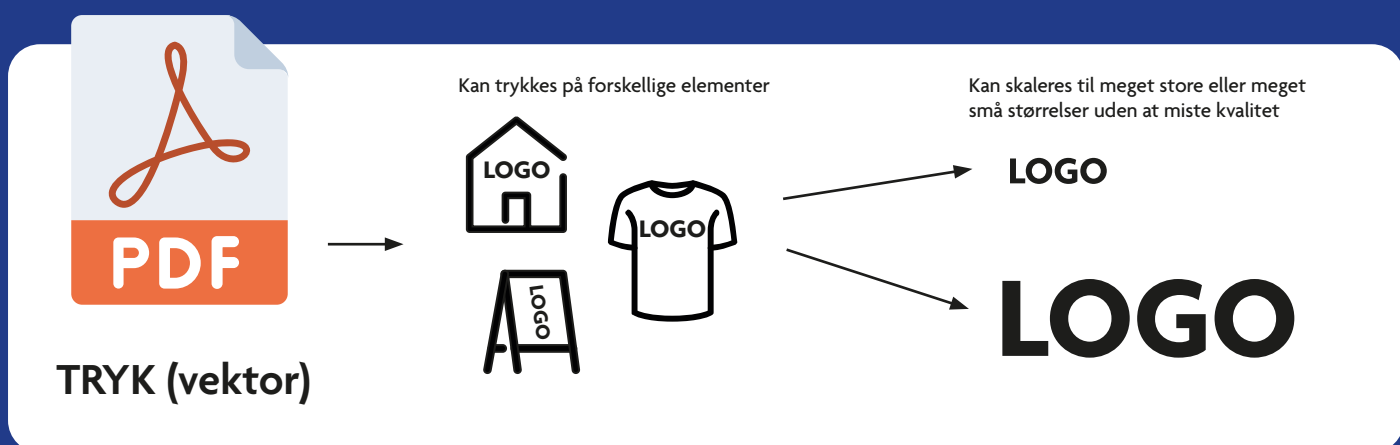 PDF
TRYK (vektor)
Kan trykkes på forskellige elementer
LOGO
LOGO
LOGO
Kan skaleres til meget store eller meget
små størrelser uden at miste kvalitet
LOGO
LOGO